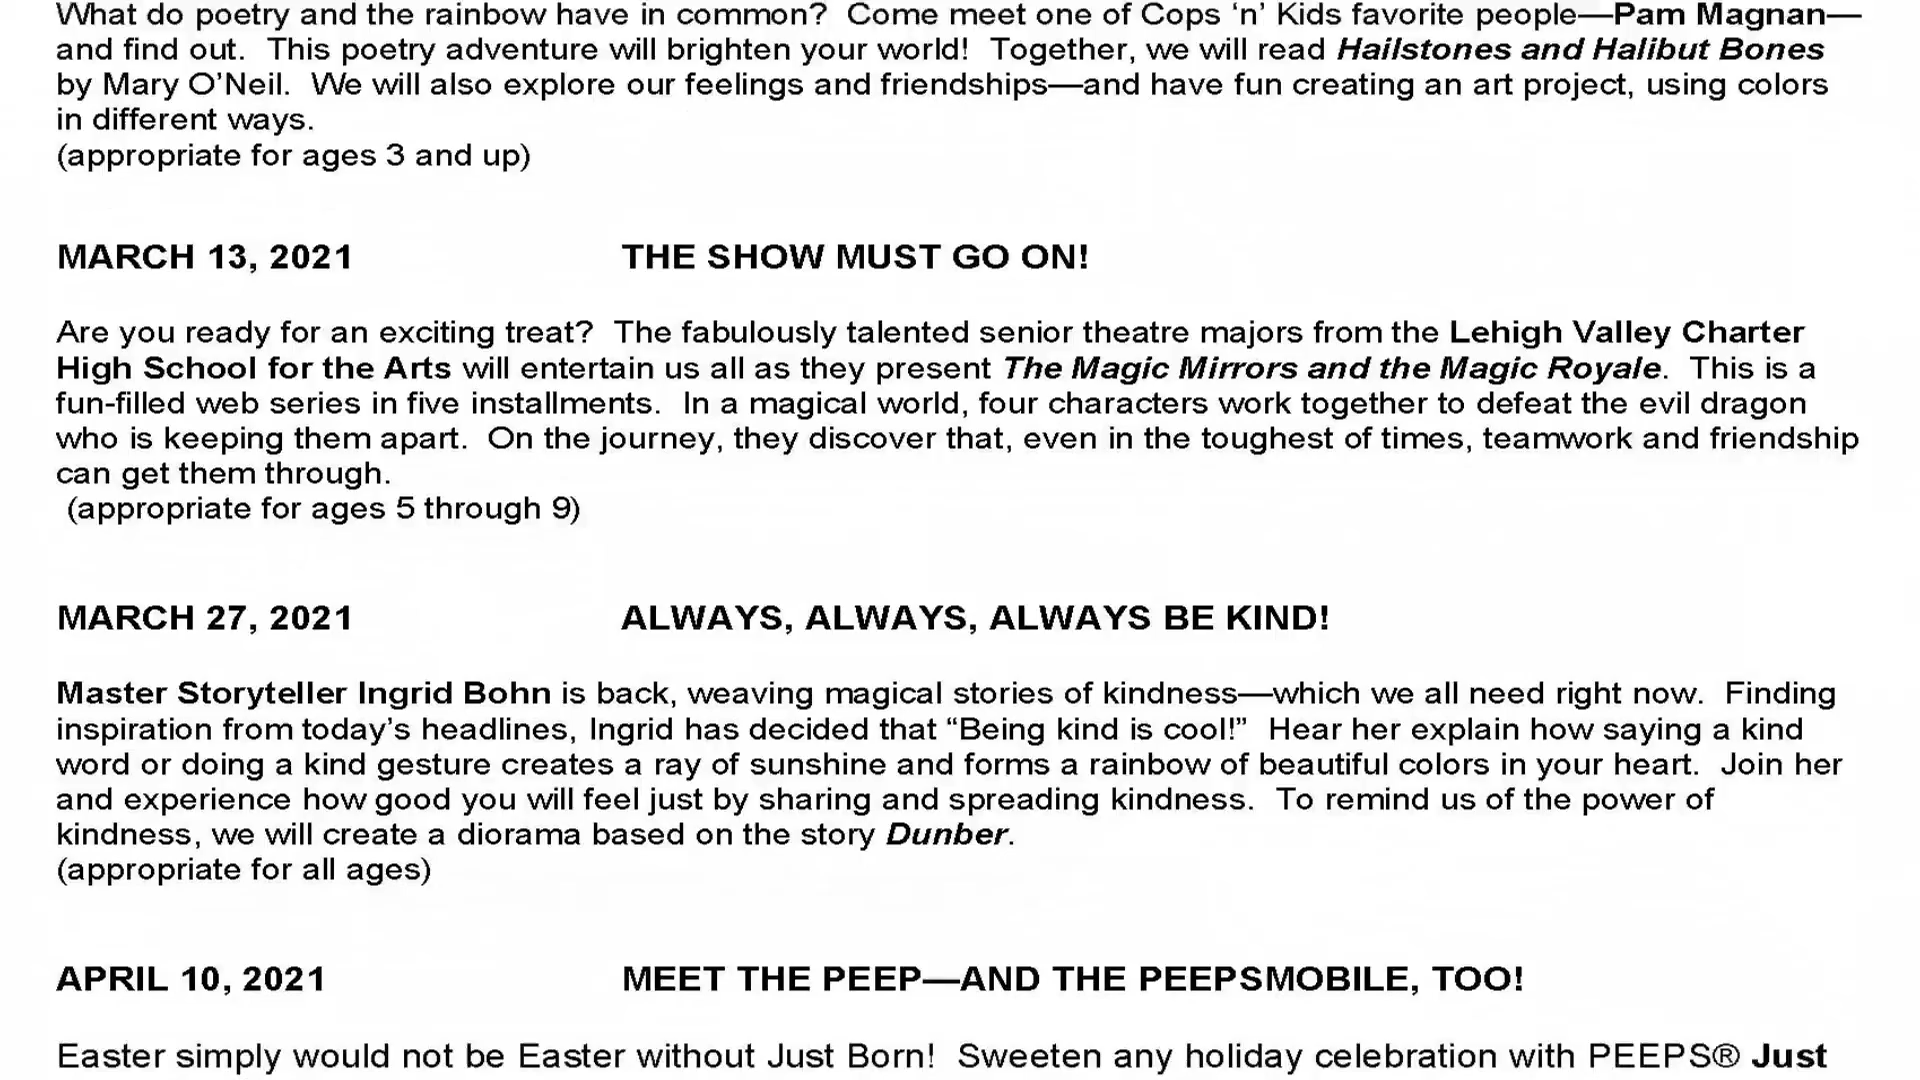 What do poetry and the rainbow have in common?  Come meet one of Cops ‘n’ Kids favorite people—Pam Magnan—
and find out.  This poetry adventure will brighten your world!  Together, we will read Hailstones and Halibut Bones
by Mary O’Neil.  We will also explore our feelings and friendships—and have fun creating an art project, using colors
in different ways.
(appropriate for ages 3 and up)
MARCH 13, 2021 THE SHOW MUST GO ON!
Are you ready for an exciting treat?  The fabulously talented senior theatre majors from the Lehigh Valley Charter
High School for the Arts will entertain us all as they present The Magic Mirrors and the Magic Royale.  This is a
fun-filled web series in five installments.  In a magical world, four characters work together to defeat the evil dragon
who is keeping them apart.  On the journey, they discover that, even in the toughest of times, teamwork and friendship
can get them through.
(appropriate for ages 5 through 9)
MARCH 27, 2021 ALWAYS, ALWAYS, ALWAYS BE KIND!
Master Storyteller Ingrid Bohn is back, weaving magical stories of kindness—which we all need right now.  Finding
inspiration from today’s headlines, Ingrid has decided that “Being kind is cool!”  Hear her explain how saying a kind
word or doing a kind gesture creates a ray of sunshine and forms a rainbow of beautiful colors in your heart.  Join her
and experience how good you will feel just by sharing and spreading kindness.  To remind us of the power of
kindness, we will create a diorama based on the story Dunber.
(appropriate for all ages)
APRIL 10, 2021 MEET THE PEEP—AND THE PEEPSMOBILE, TOO!
Easter simply would not be Easter without Just Born!  Sweeten any holiday celebration with PEEPS® Just